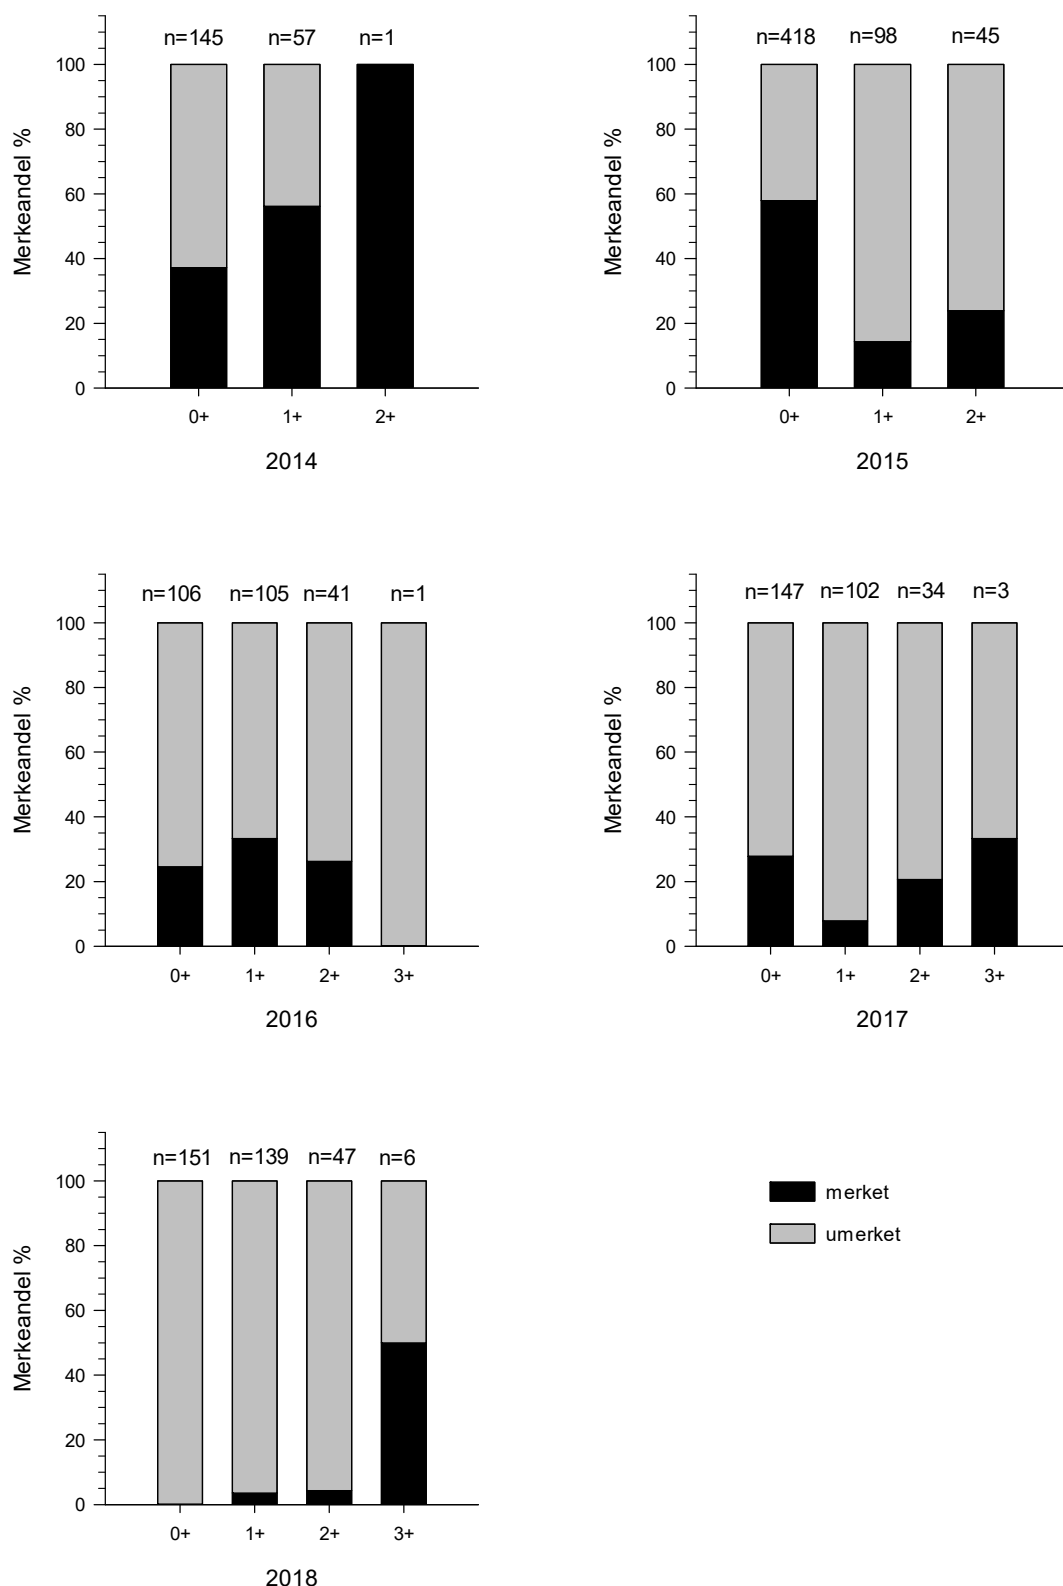 n=145 n=57 n=1
100
80
60
40
20
0
Merkeandel %
0+ 1+ 2+
2014
n=418 n=98 n=45
100
80
60
40
20
0
Merkeandel %
0+ 1+ 2+
2015
n=106 n=105 n=41 n=1
100
80
60
40
20
0
Merkeandel %
0+ 1+ 2+ 3+
2016
n=147 n=102 n=34 n=3
100
80
60
40
20
0
Merkeandel %
0+ 1+ 2+ 3+
2017
n=151 n=139 n=47 n=6
100
80
60
40
20
0
Merkeandel %
0+ 1+ 2+ 3+
2018
merket
umerket